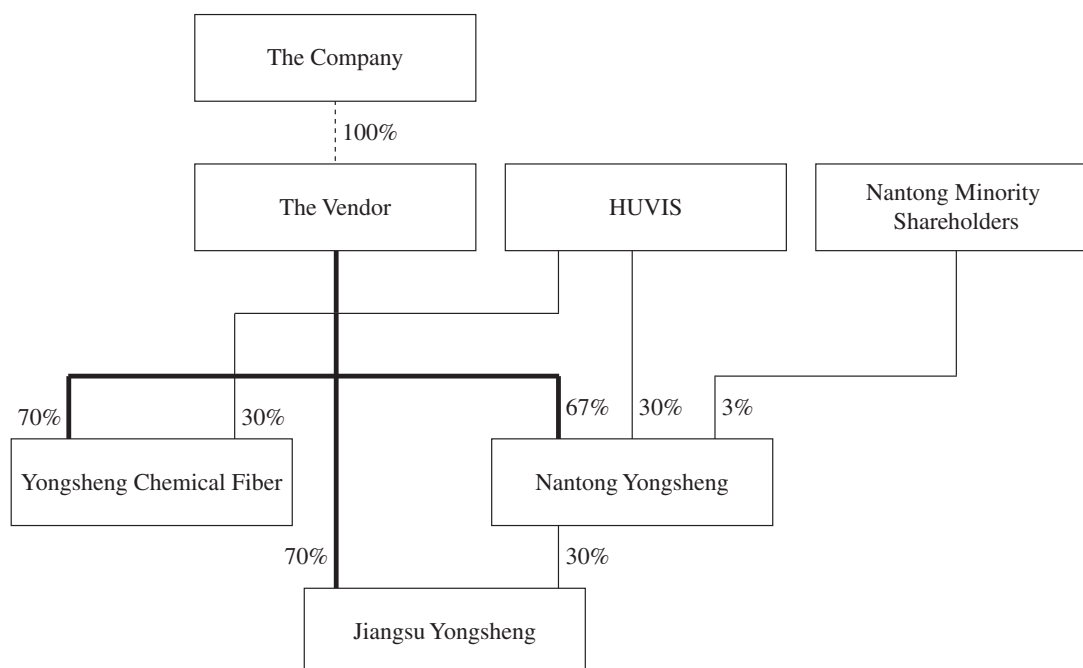 The Company
100%
The Vendor
HUVIS
Nantong Minority
Shareholders
70%
30%
67%
30%
3%
Yongsheng Chemical Fiber
Nantong Yongsheng
70%
30%
Jiangsu Yongsheng